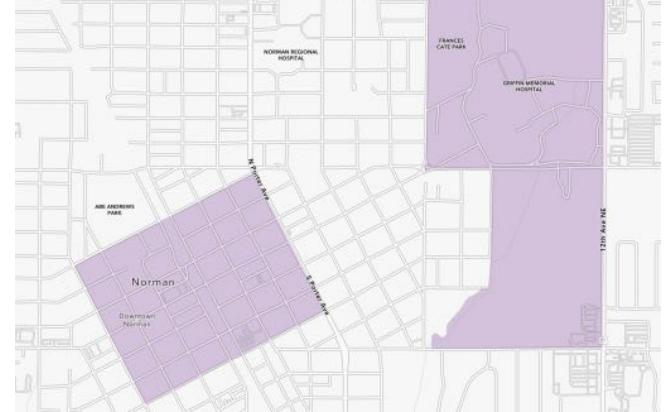 FRANCES
CATE PARK
NORMAN REGIONAL
HOSPITAL
GRIFFIN MEMORIAL
HOSPITAL
N Porter Ave
ABE ANDREWS
PARK
12th Ave NE
Norman
S Porter Ave
Downtown
Norman